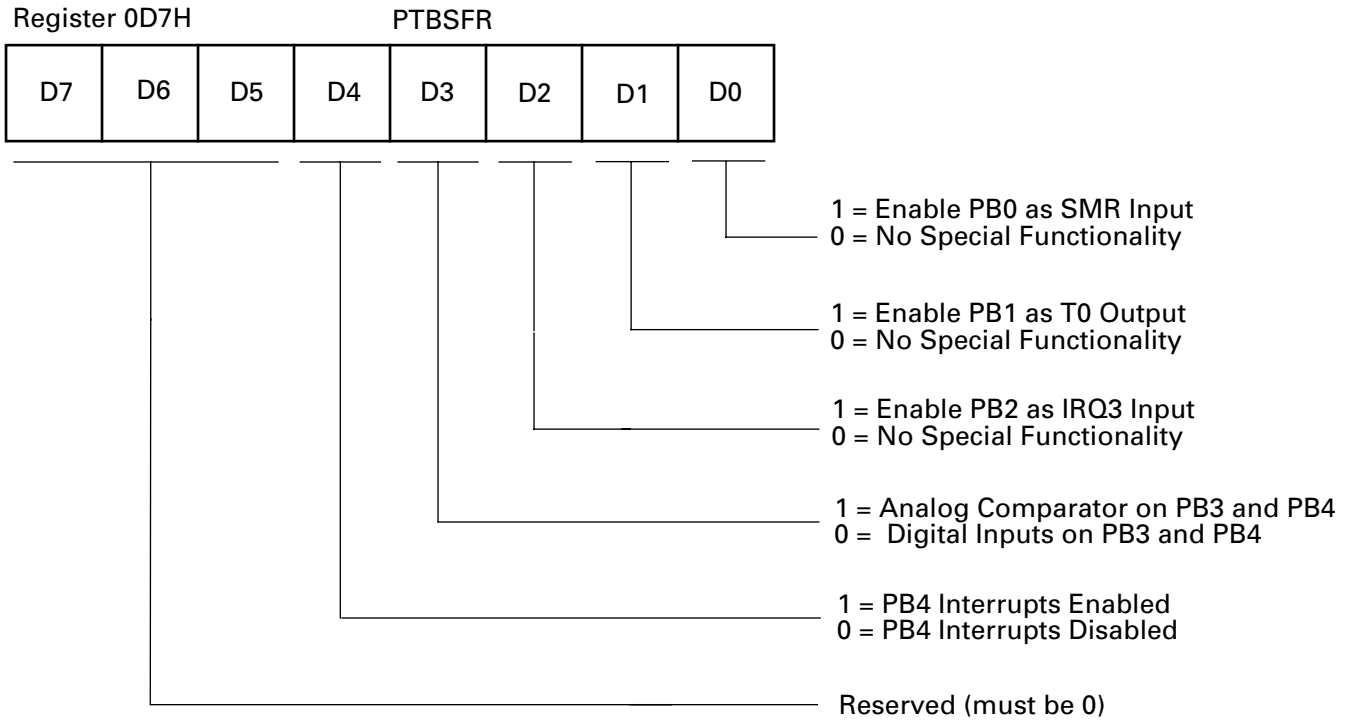 Register 0D7H PTBSFR
D7 D6 D5 D4 D3 D2 D1 D0
1 = Enable PB0 as SMR Input
0 = No Special Functionality
1 = Enable PB1 as T0 Output
0 = No Special Functionality
1 = Enable PB2 as IRQ3 Input
0 = No Special Functionality
1 = Analog Comparator on PB3 and PB4
0 = Digital Inputs on PB3 and PB4
1 = PB4 Interrupts Enabled
0 = PB4 Interrupts Disabled
Reserved (must be 0)